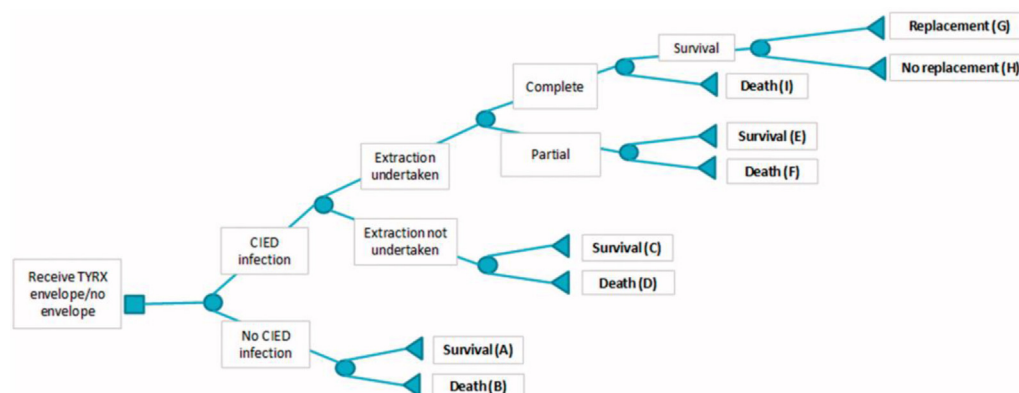 Replacement (G)
Survival
No replacement (H)
Complete
Death (I)
Survival (E)
Partial
Death (F)
Extraction
undertaken
Extraction not
undertaken
Survival (C)
Death (D)
CIED
infection
Receive TYRX
envelope/no
envelope
No CIED
infection
Survival (A)
Death (B)